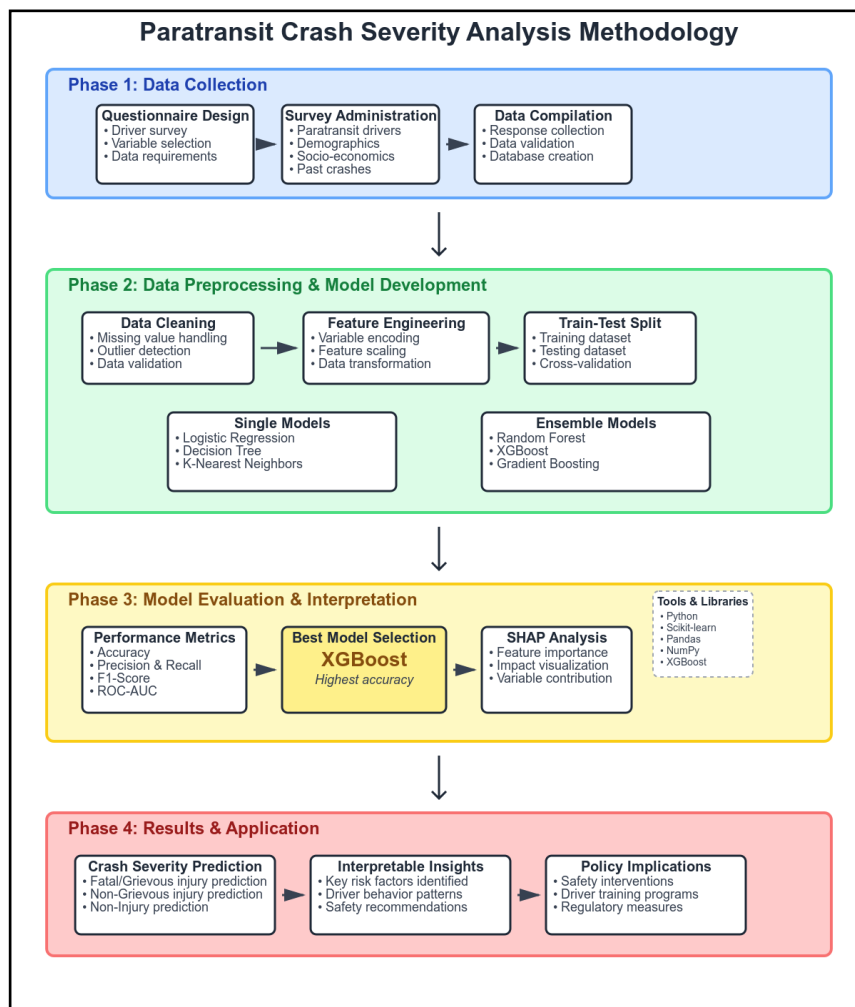 Paratransit Crash Severity Analysis Methodology
Phase 1: Data Collection
Questionnaire Design
• Driver survey
• Variable selection
• Data requirements
Survey Administration
• Paratransit drivers
• Demographics
• Socio-economics
• Past crashes
Data Compilation
• Response collection
• Data validation
• Database creation
Phase 2: Data Preprocessing & Model Development
Data Cleaning
• Missing value handling
• Outlier detection
• Data validation
Feature Engineering
• Variable encoding
• Feature scaling
• Data transformation
Train-Test Split
• Training dataset
• Testing dataset
• Cross-validation
Single Models
• Logistic Regression
• Decision Tree
• K-Nearest Neighbors
Ensemble Models
• Random Forest
• XGBoost
• Gradient Boosting
Phase 3: Model Evaluation & Interpretation
Tools & Libraries
• Python
• Scikit-learn
• Pandas
• NumPy
• XGBoost
Performance Metrics
• Accuracy
• Precision & Recall
• F1-Score
• ROC-AUC
Best Model Selection
XGBoost
Highest accuracy
SHAP Analysis
• Feature importance
• Impact visualization
• Variable contribution
Phase 4: Results & Application
Crash Severity Prediction
• Fatal/Grievous injury prediction
• Non-Grievous injury prediction
• Non-Injury prediction
Interpretable Insights
• Key risk factors identified
• Driver behavior patterns
• Safety recommendations
Policy Implications
• Safety interventions
• Driver training programs
• Regulatory measures